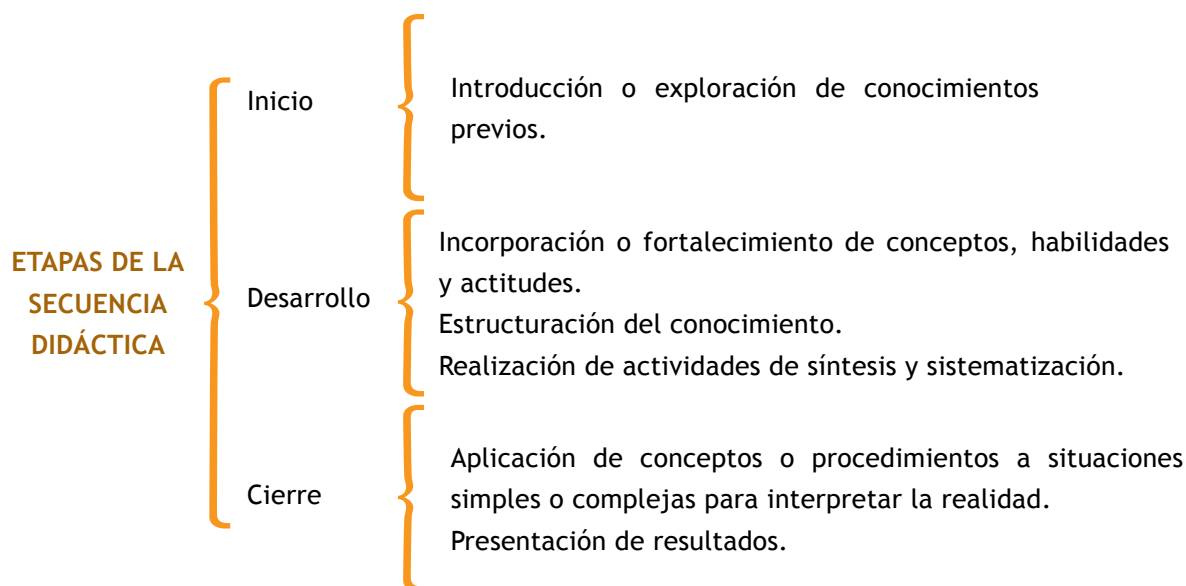 ETAPAS DE LA
SECUENCIA
DIDÁCTICA
Inicio
Introducción o exploración de conocimientos
previos.
Desarrollo
Incorporación o fortalecimiento de conceptos, habilidades
y actitudes.
Estructuración del conocimiento.
Realización de actividades de síntesis y sistematización.
Cierre
Aplicación de conceptos o procedimientos a situaciones
simples o complejas para interpretar la realidad.
Presentación de resultados.